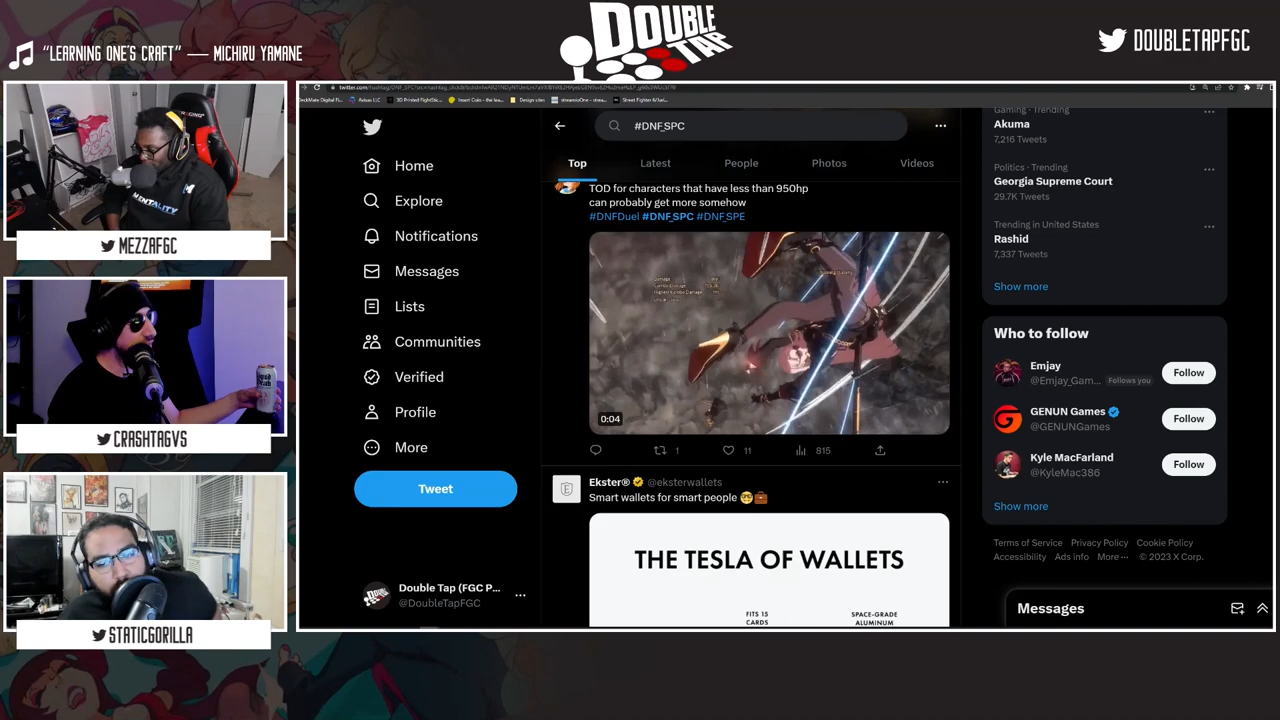 "LEARNING ONE'S CRAFT" — MICHIRU YAMANE
DOUBLE
TAP
DOUBLETAPFGC
MEZZAFGC
CRASHTAGVS
STATICGORILLA
MENTALITY
Home
Explore
Notifications
Messages
Lists
Communities
Verified
Profile
More
Tweet
Double Tap (FGC P...
@DoubleTapFGC
#DNF_SPC
Top
Latest
People
Photos
Videos
TOD for characters that have less than 950hp
can probably get more somehow
#DNFDuel #DNF_SPC #DNF_SPE
0:04
1
11
815
Ekster® @eksterwallets
Smart wallets for smart people
THE TESLA OF WALLETS
FITS 15
CARDS
SPACE-GRADE
ALUMINUM
Gaming · Trending
Akuma
7,216 Tweets
Politics · Trending
Georgia Supreme Court
29.7K Tweets
Trending in United States
Rashid
7,337 Tweets
Show more
Who to follow
Emjay
@Emjay_Gam... Follows you
Follow
GENUN Games
@GENUNGames
Follow
Kyle MacFarland
@KyleMac386
Follow
Show more
Terms of Service Privacy Policy Cookie Policy
Accessibility Ads info More ··· © 2023 X Corp.
Messages